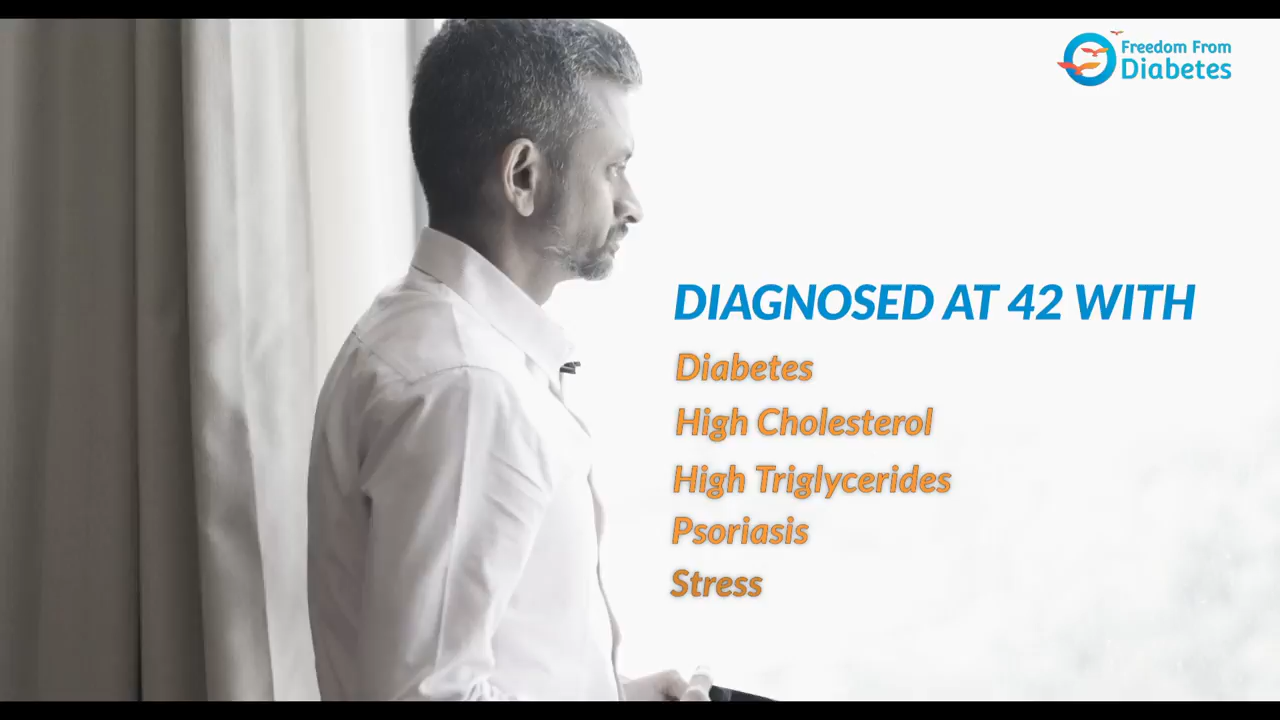 Freedom From
Diabetes
DIAGNOSED AT 42 WITH
Diabetes
High Cholesterol
High Triglycerides
Psoriasis
Stress